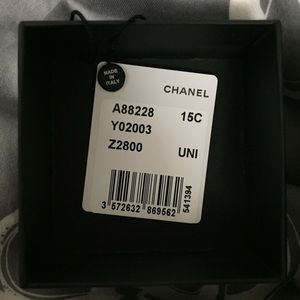 MADE IN ITALY
CHANEL
A88228 15C
Y02003
Z2800 UNI
3 572632 869562
541394